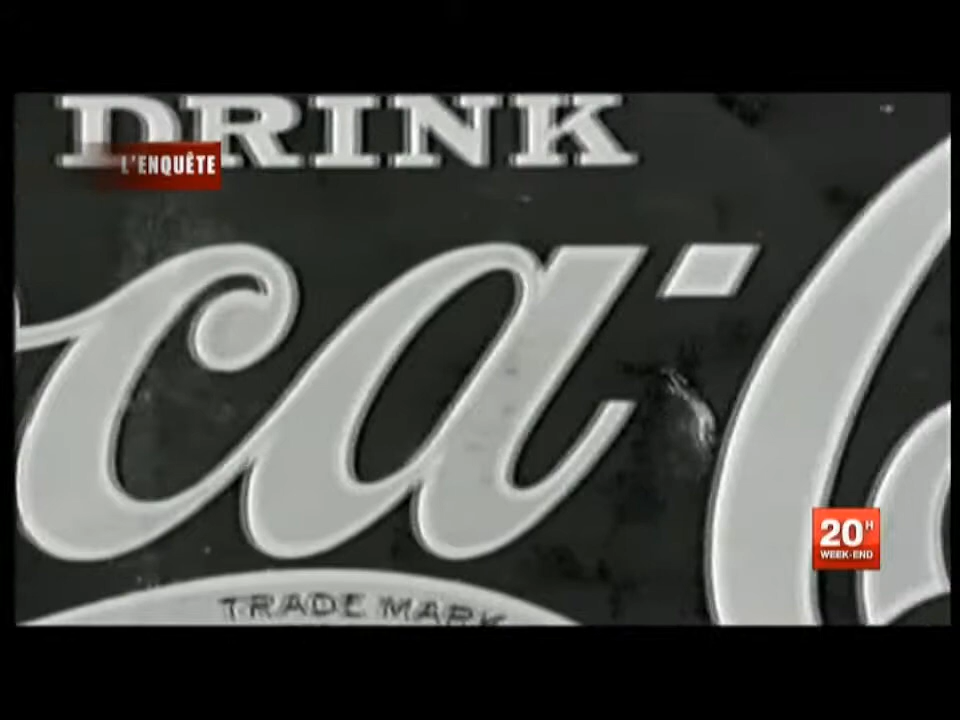 DRINK
L'ENQUÊTE
ca-C
20H
WEEK-END
TRADE MARK